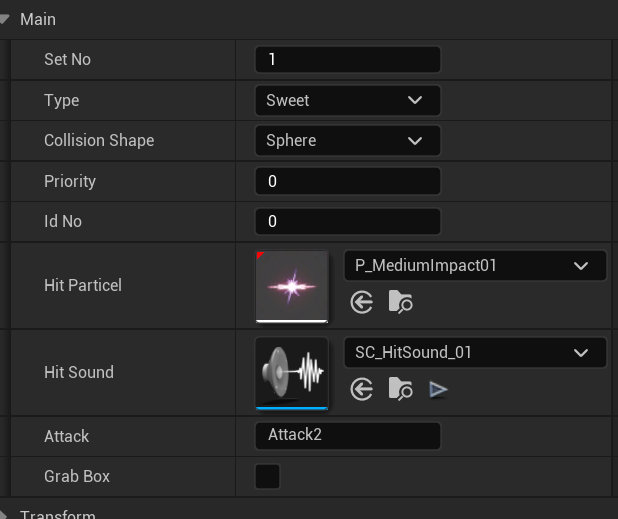 Main
Set No 1
Type Sweet
Collision Shape Sphere
Priority 0
Id No 0
Hit Particel P_MediumImpact01
Hit Sound SC_HitSound_01
Attack Attack2
Grab Box
Transform